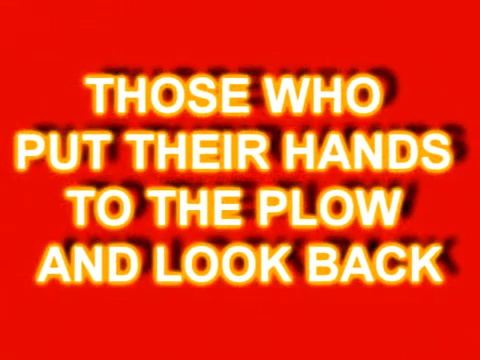 THOSE WHO
PUT THEIR HANDS
TO THE PLOW
AND LOOK BACK